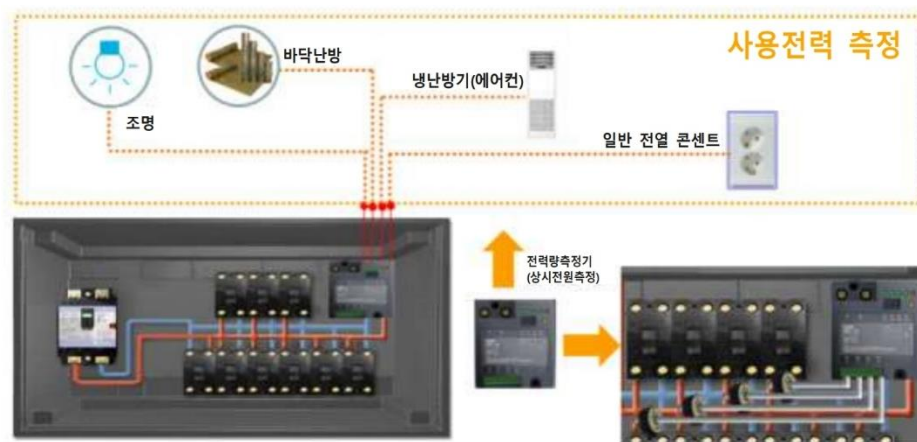 사용전력 측정
바닥난방
냉난방기(에어컨)
조명
일반 전열 콘센트
전력량측정기
(상시전원측정)